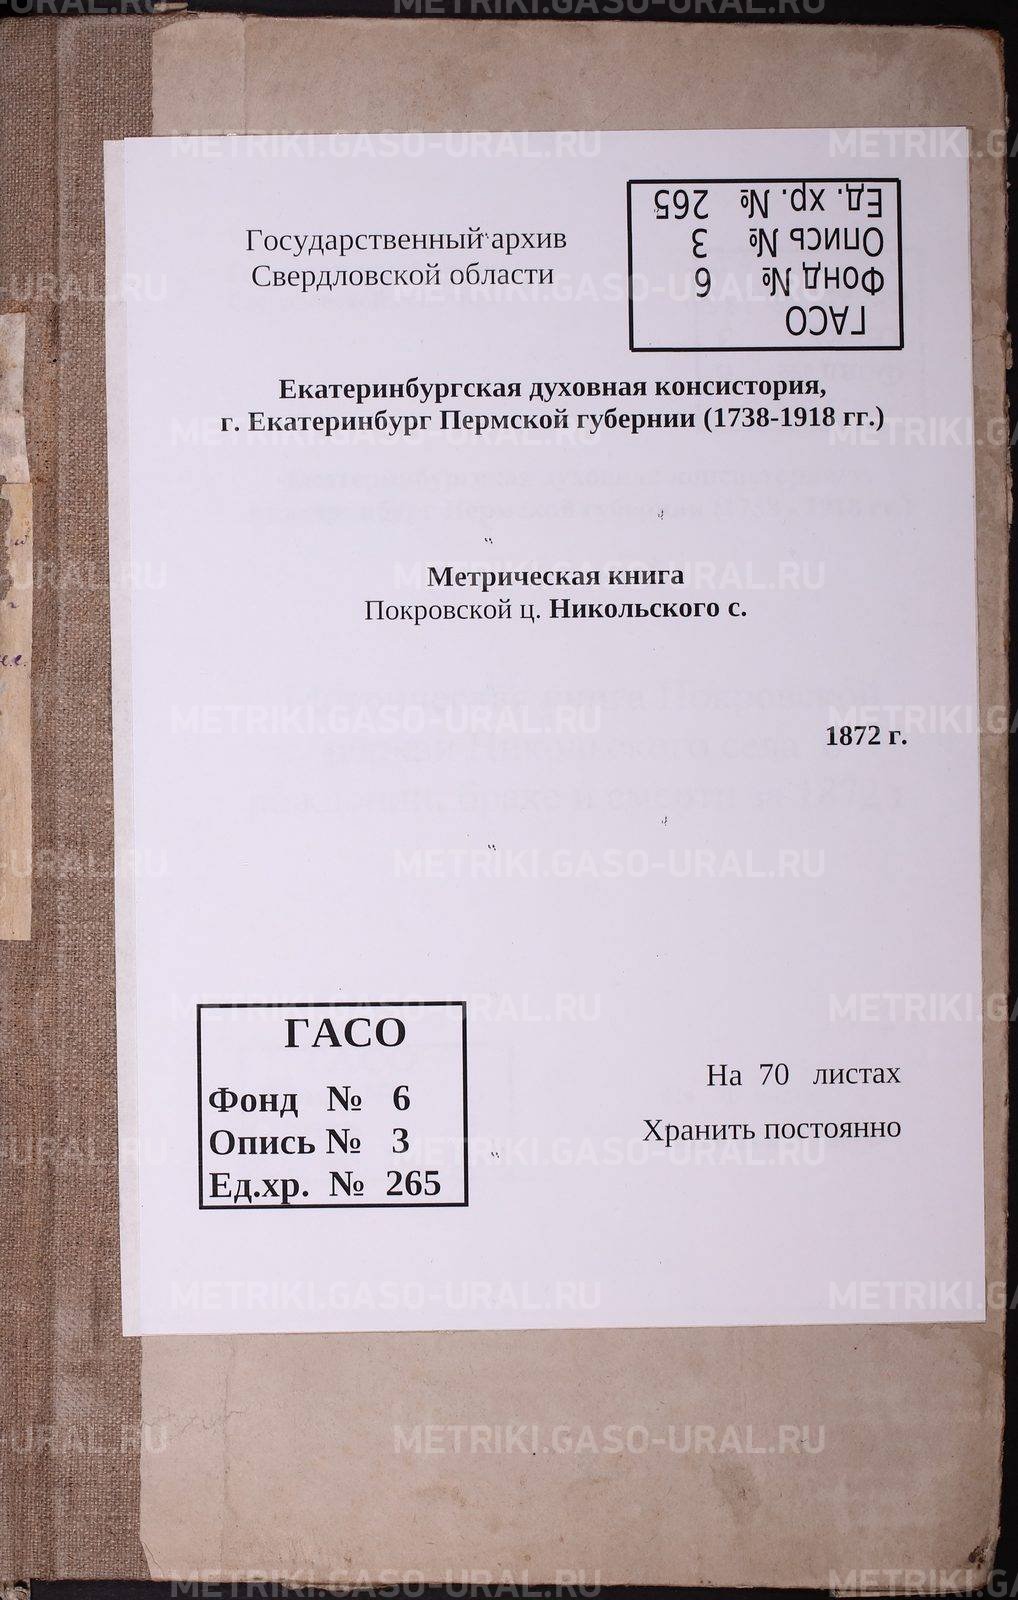 Государственный архив
Свердловской области
ГАСО
Фонд № 6
Опись № 3
Ед. хр. № 265
Екатеринбургская духовная консистория,
г. Екатеринбург Пермской губернии (1738-1918 гг.)
Метрическая книга
Покровской ц. Никольского с.
1872 г.
ГАСО
Фонд № 6
Опись № 3
Ед.хр. № 265
На 70 листах
Хранить постоянно
METRIKI.GASO-URAL.RU